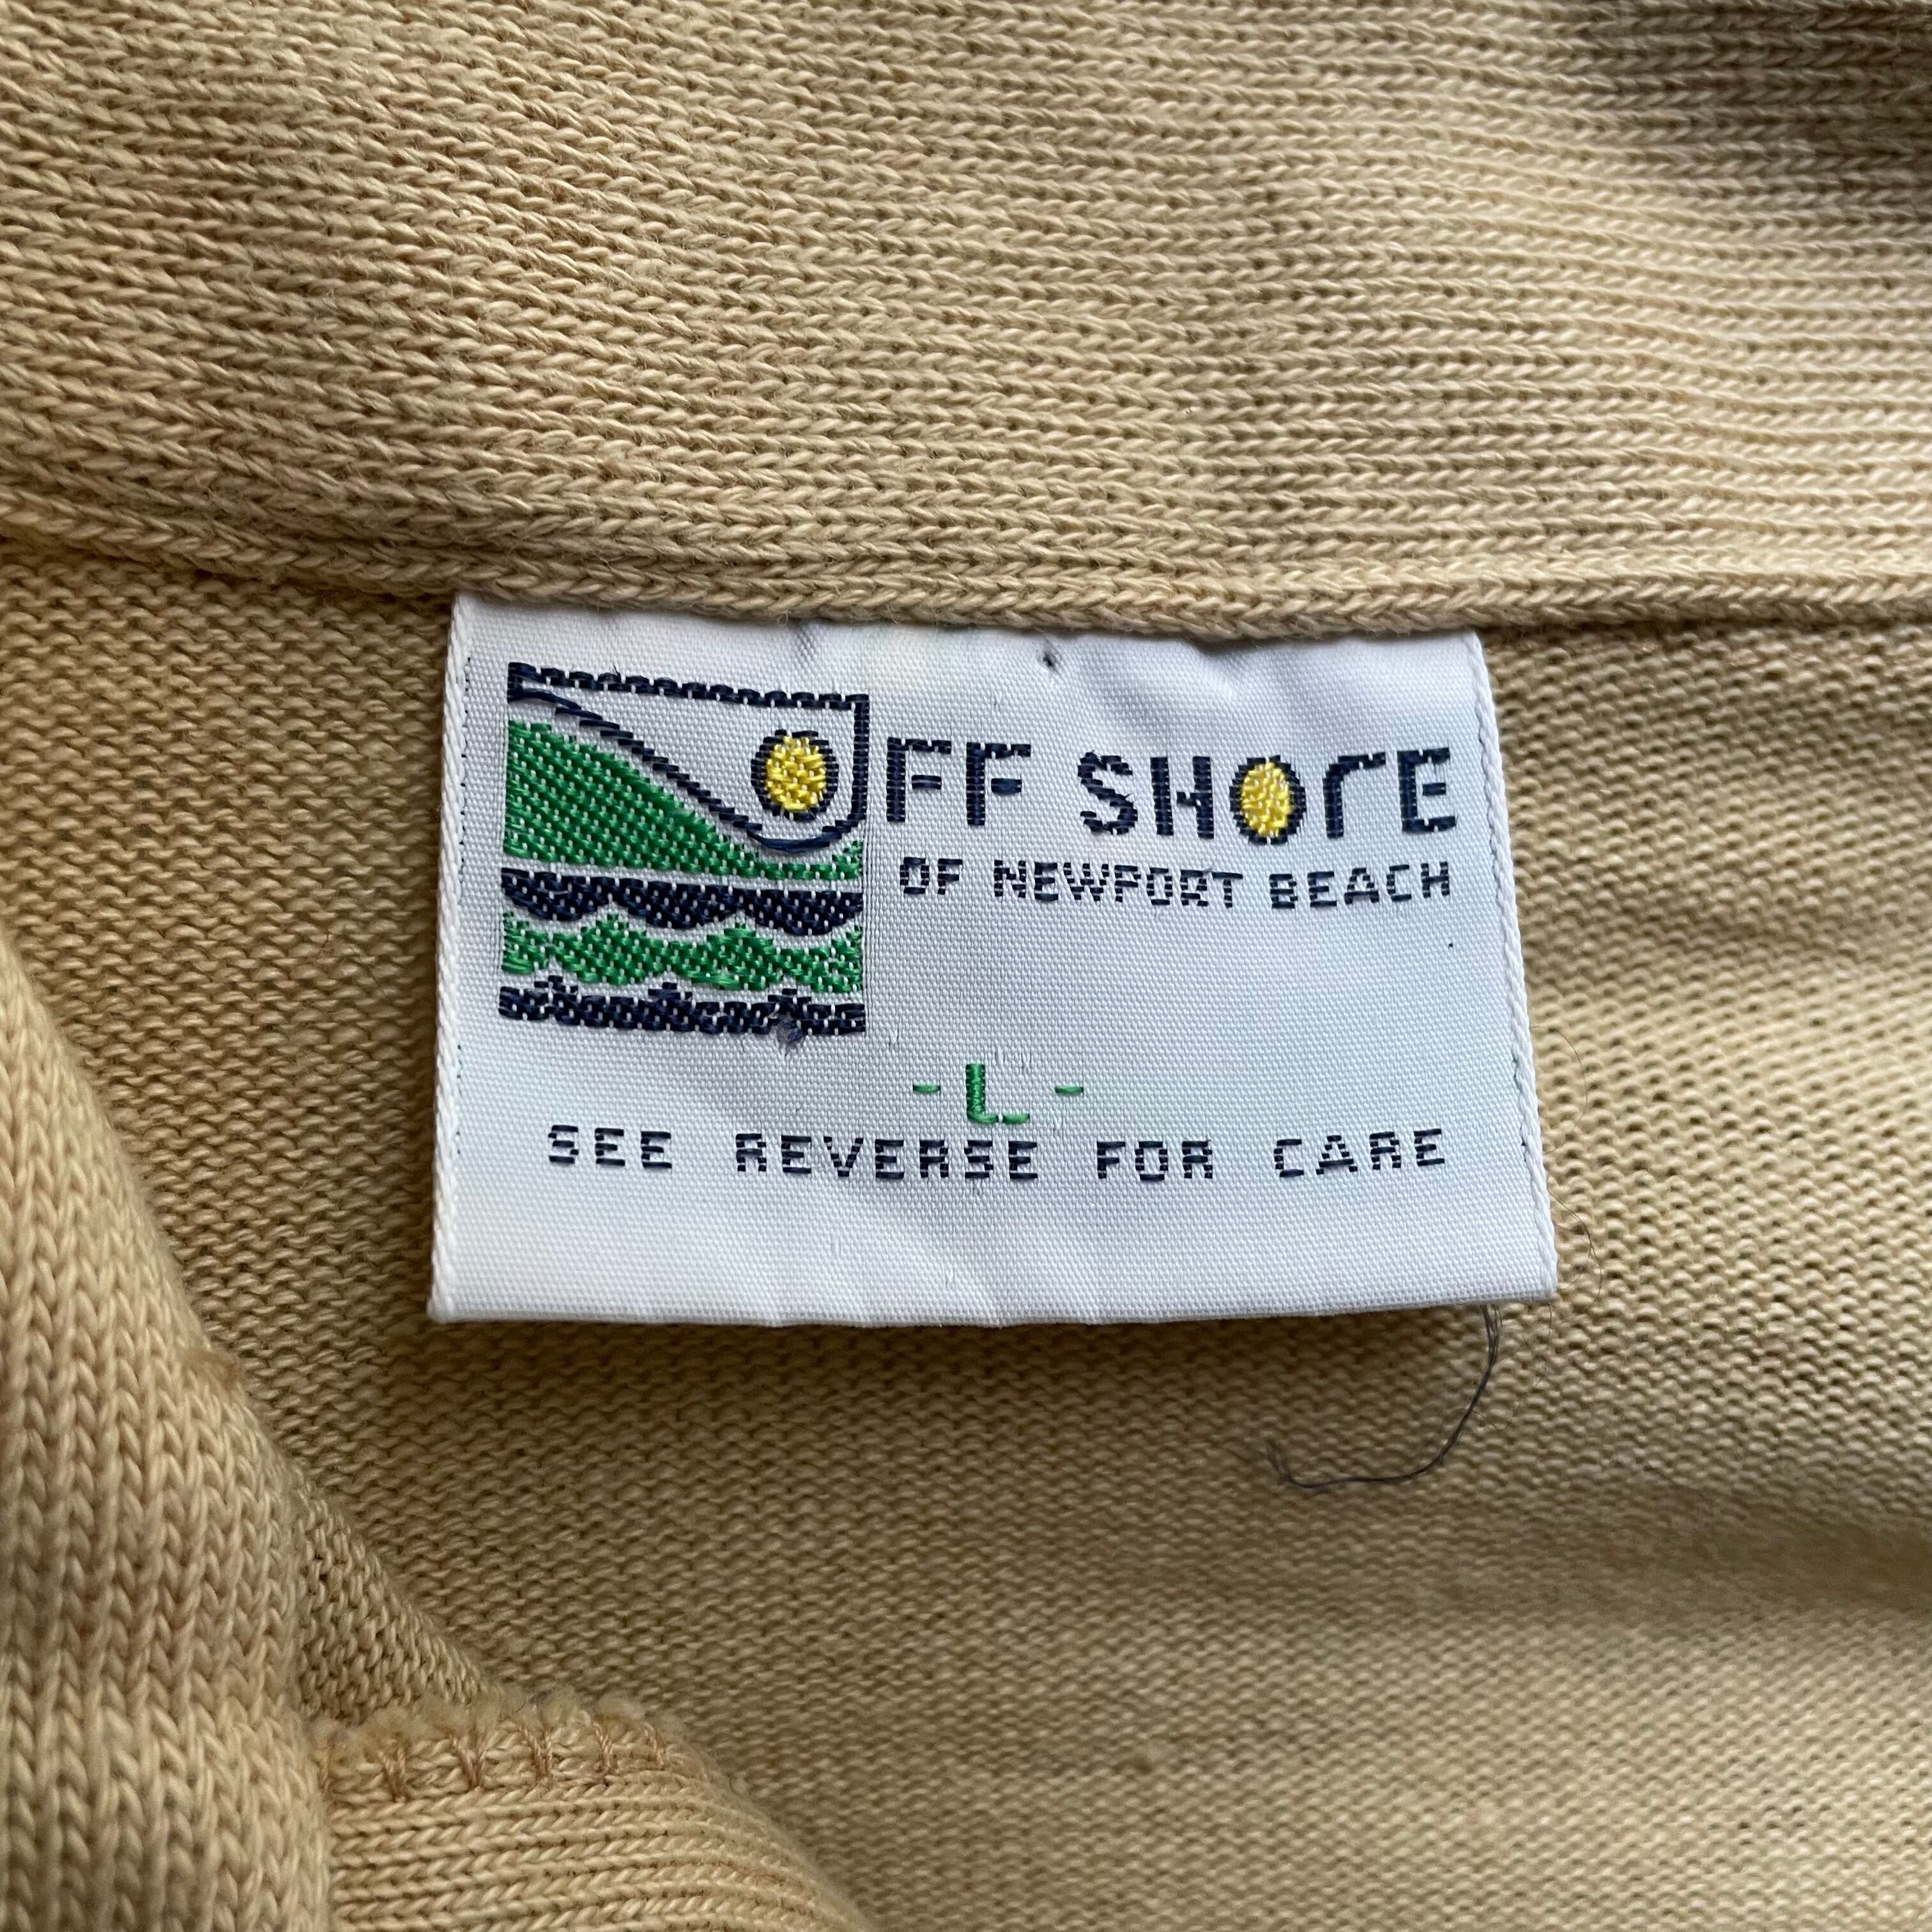 OFF SHOrE
OF NEWPORT BEACH
- L -
SEE REVERSE FOR CARE